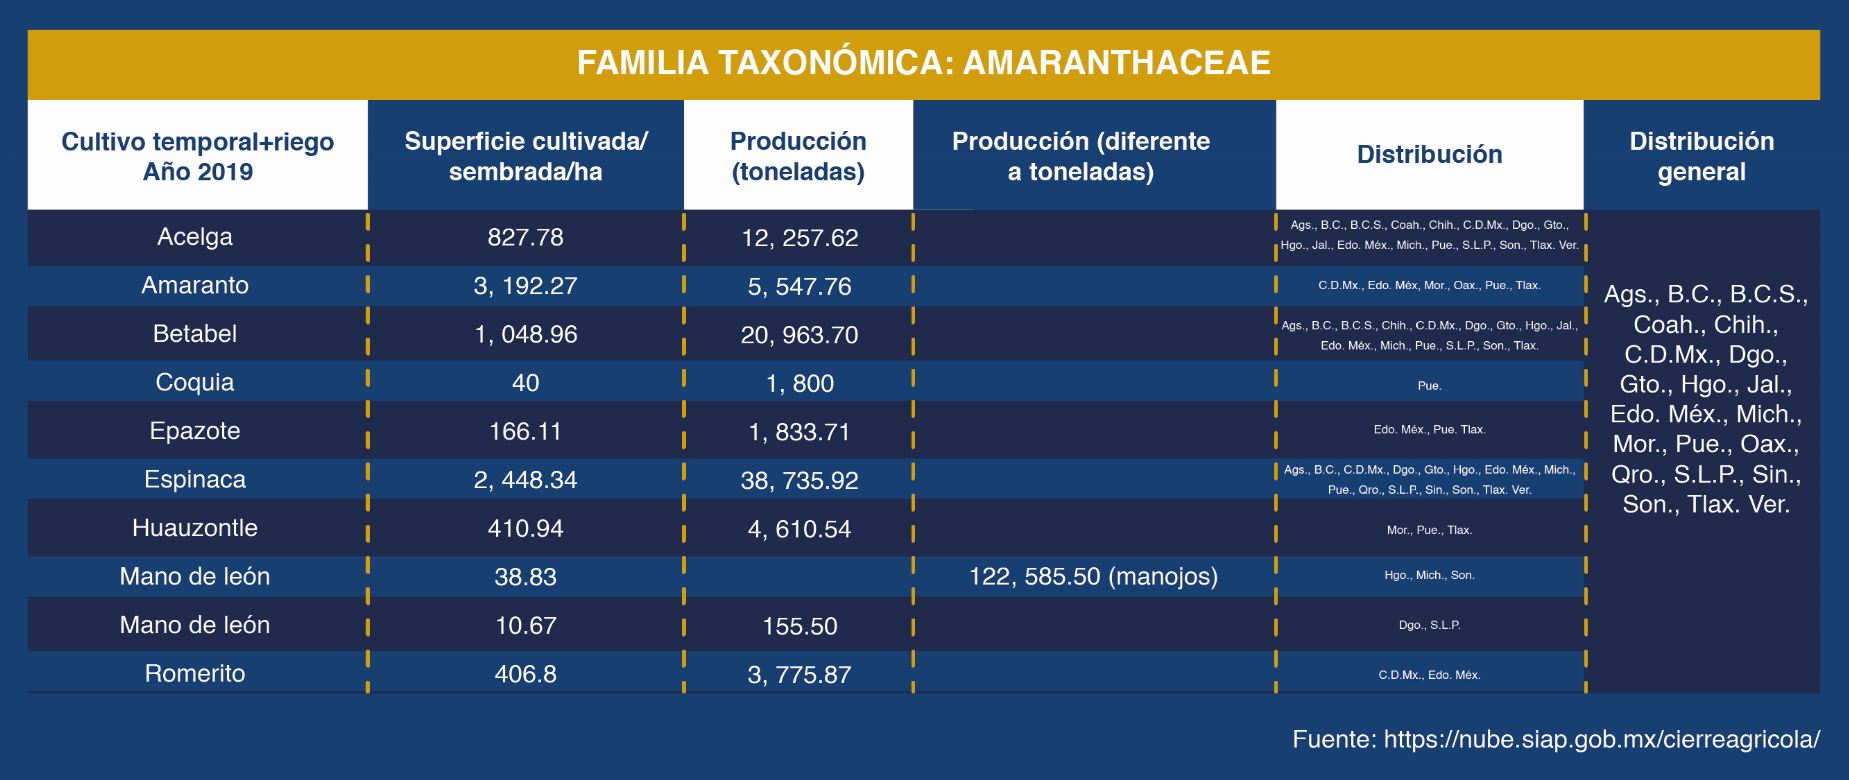 FAMILIA TAXONÓMICA: AMARANTHACEAE
Cultivo temporal+riego
Año 2019
Superficie cultivada/
sembrada/ha
Producción
(toneladas)
Producción (diferente
a toneladas)
Distribución
Distribución
general
Acelga
827.78
12, 257.62
Ags., B.C., B.C.S., Coah., Chih., C.D.Mx., Dgo., Gto.,
Hgo., Jal., Edo. Méx., Mich., Pue., S.L.P., Son., Tlax. Ver.
Amaranto
3, 192.27
5, 547.76
C.D.Mx., Edo. Méx, Mor., Oax., Pue., Tlax.
Betabel
1, 048.96
20, 963.70
Ags., B.C., B.C.S., Chih., C.D.Mx., Dgo., Gto., Hgo., Jal.,
Edo. Méx., Mich., Pue., S.L.P., Son., Tlax.
Coquia
40
1, 800
Pue.
Epazote
166.11
1, 833.71
Edo. Méx., Pue. Tlax.
Espinaca
2, 448.34
38, 735.92
Ags., B.C., C.D.Mx., Dgo., Gto., Hgo., Edo. Méx., Mich.,
Pue., Qro., S.L.P., Sin., Son., Tlax. Ver.
Huauzontle
410.94
4, 610.54
Mor., Pue., Tlax.
Mano de león
38.83
122, 585.50 (manojos)
Hgo., Mich., Son.
Mano de león
10.67
155.50
Dgo., S.L.P.
Romerito
406.8
3, 775.87
C.D.Mx., Edo. Méx.
Ags., B.C., B.C.S.,
Coah., Chih.,
C.D.Mx., Dgo.,
Gto., Hgo., Jal.,
Edo. Méx., Mich.,
Mor., Pue., Oax.,
Qro., S.L.P., Sin.,
Son., Tlax. Ver.
Fuente: https://nube.siap.gob.mx/cierreagricola/